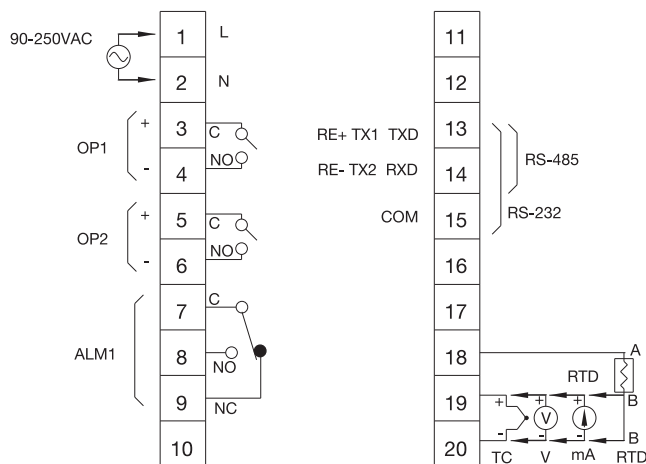 90-250VAC
1 L
2 N
OP1 + 3 C
- 4 NO
OP2 + 5 C
- 6 NO
ALM1
7 C
8 NO
9 NC
10
11
12
RE+ TX1 TXD 13
RE- TX2 RXD 14
RS-485
COM 15 RS-232
16
17
18 A
RTD
19 + + V + B
20 - - - B
TC V mA RTD